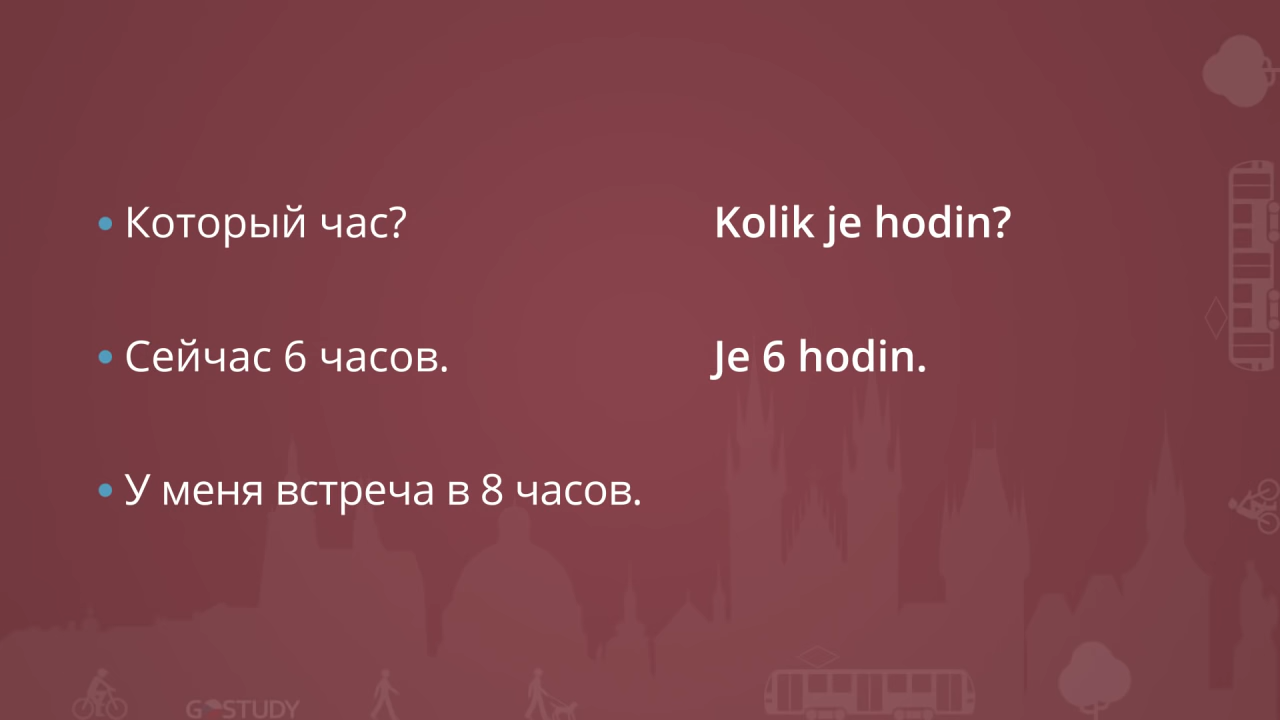 Который час? Kolik je hodin?
Сейчас 6 часов. Je 6 hodin.
У меня встреча в 8 часов.
GOSTUDY